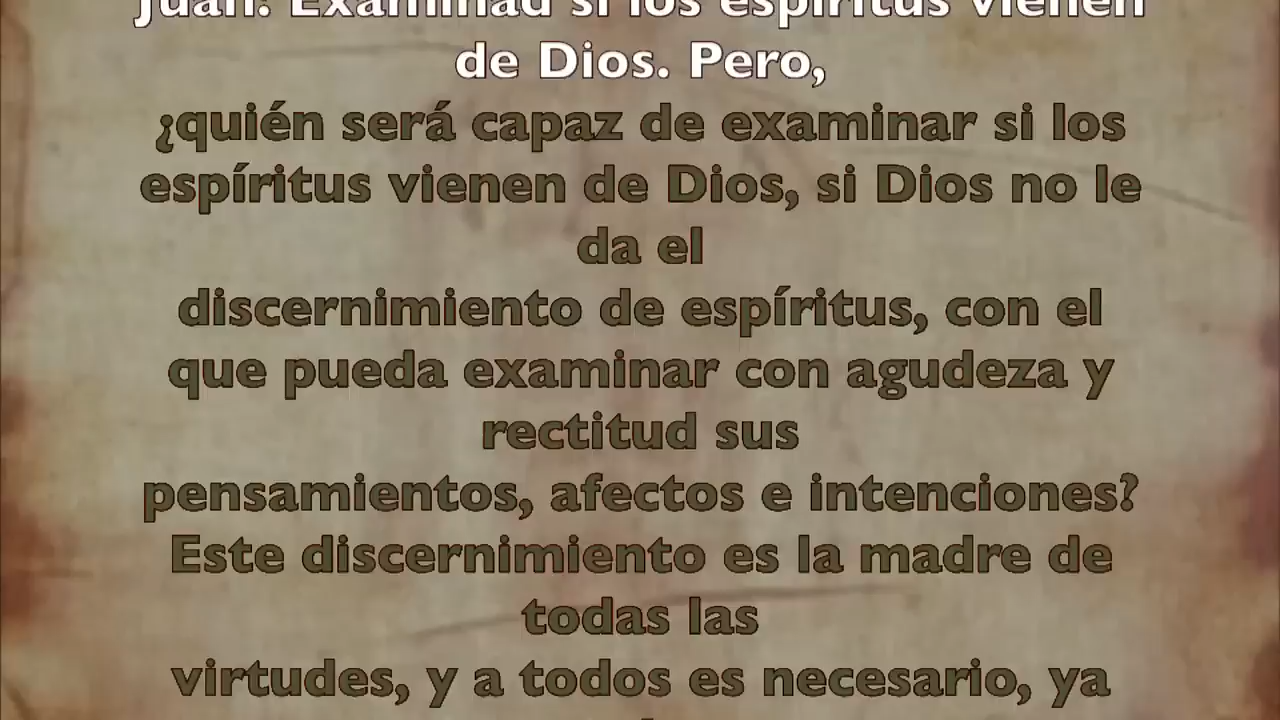 Juan: Examinad si los espíritus vienen
de Dios. Pero,
¿quién será capaz de examinar si los
espíritus vienen de Dios, si Dios no le
da el
discernimiento de espíritus, con el
que pueda examinar con agudeza y
rectitud sus
pensamientos, afectos e intenciones?
Este discernimiento es la madre de
todas las
virtudes, y a todos es necesario, ya